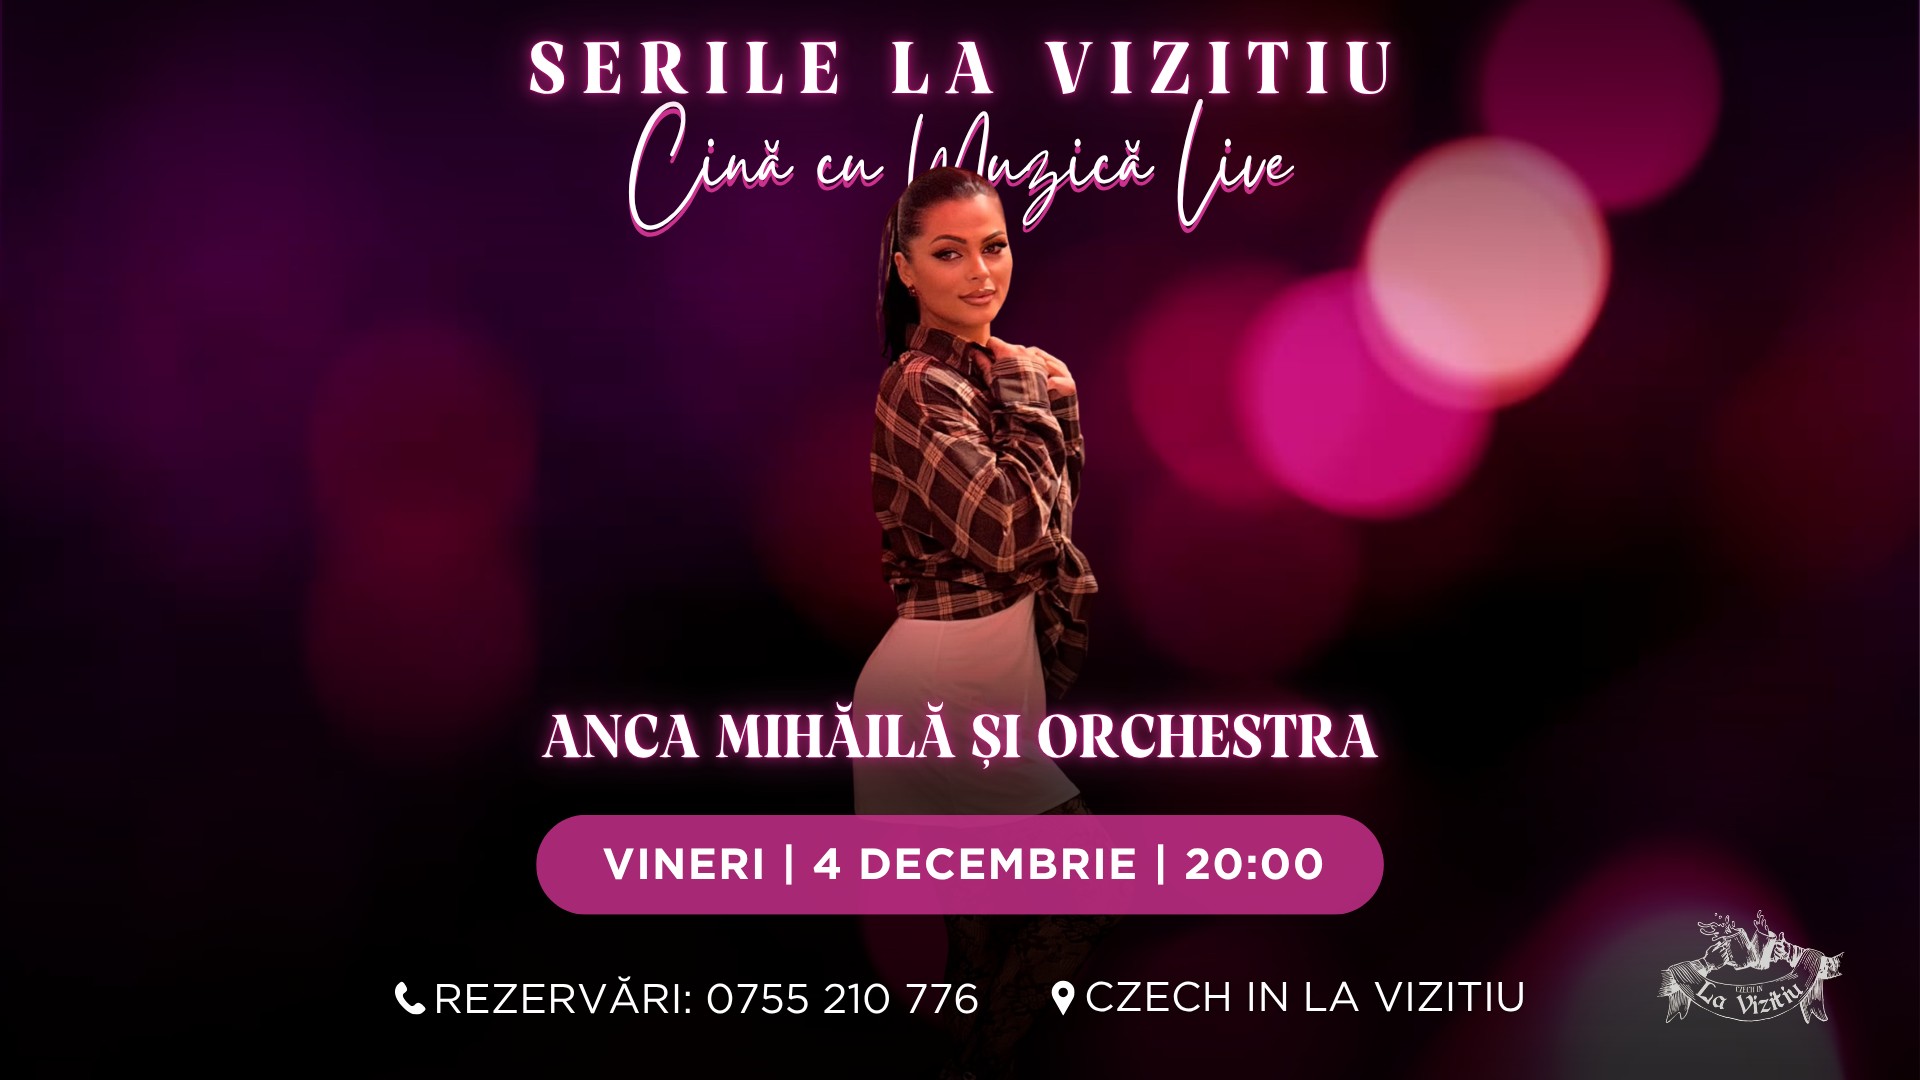 SERILE LA VIZITIU
Cină cu Muzică Live
ANCA MIHĂILĂ ȘI ORCHESTRA
VINERI | 4 DECEMBRIE | 20:00
REZERVĂRI: 0755 210 776
CZECH IN LA VIZITIU
CZECH IN
La Vizitiu